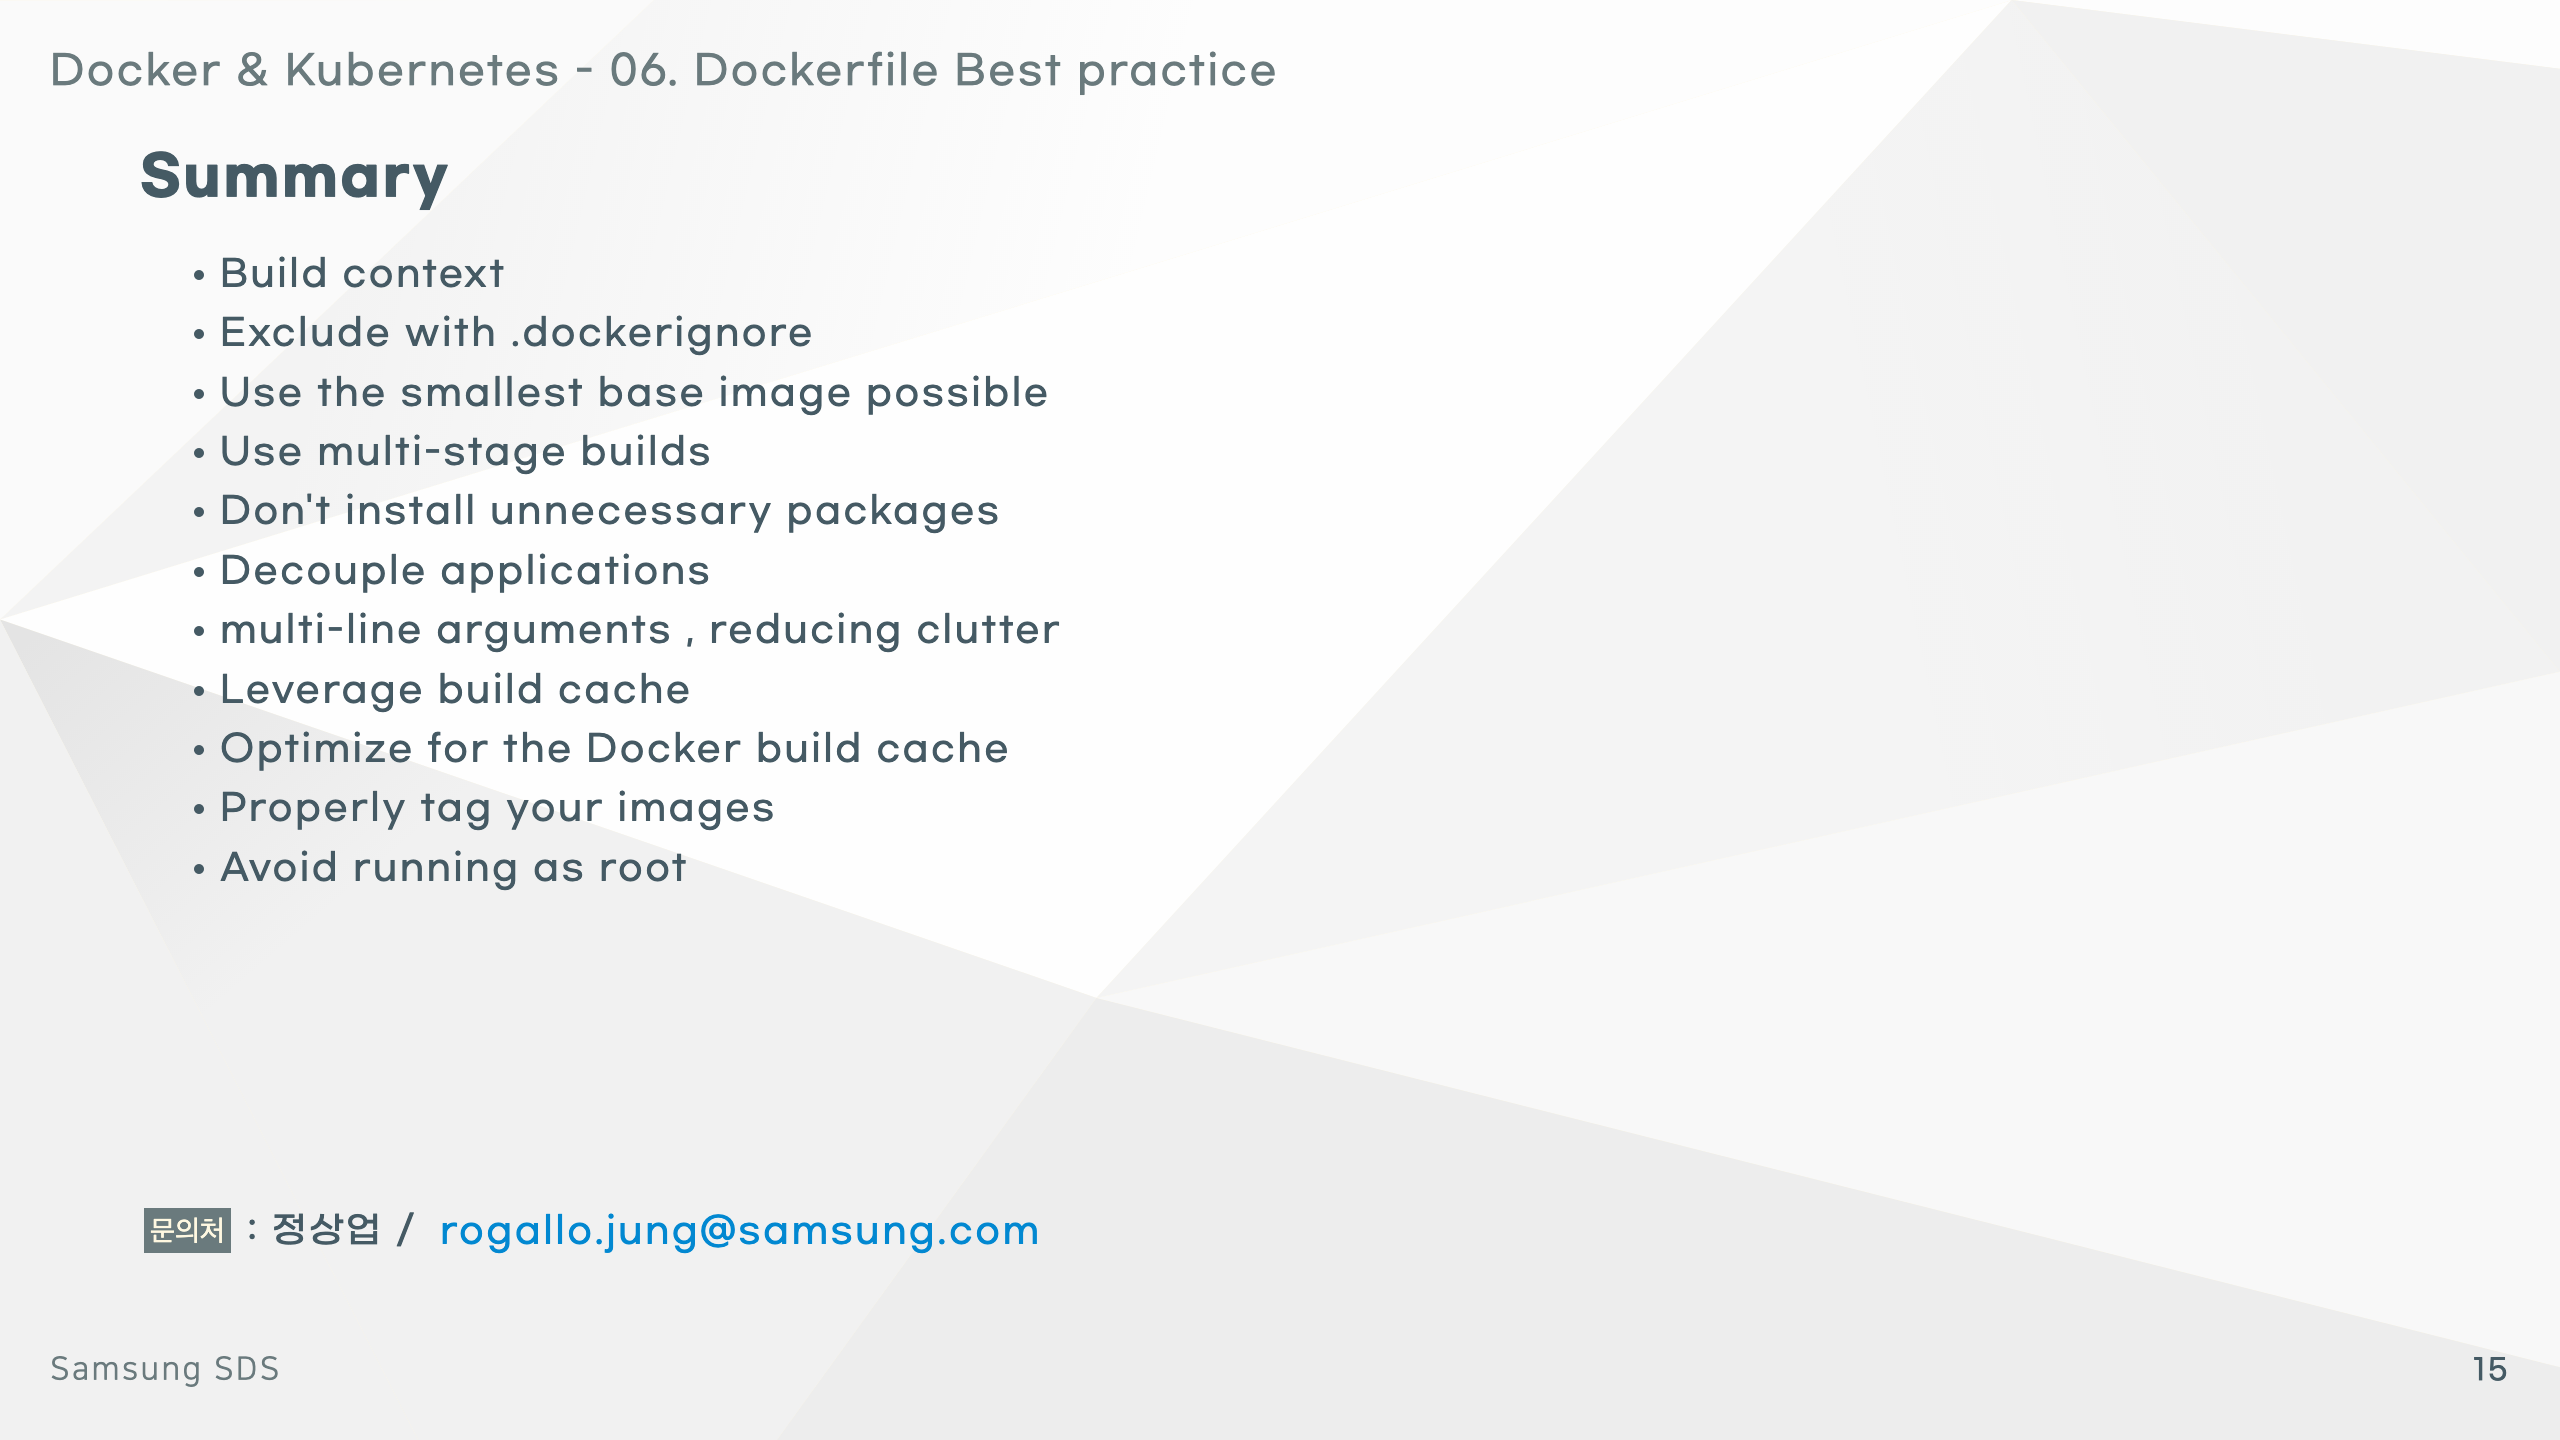 Docker & Kubernetes - 06. Dockerfile Best practice
Summary
• Build context
• Exclude with .dockerignore
• Use the smallest base image possible
• Use multi-stage builds
• Don't install unnecessary packages
• Decouple applications
• multi-line arguments , reducing clutter
• Leverage build cache
• Optimize for the Docker build cache
• Properly tag your images
• Avoid running as root
문의처 : 정상업 / rogallo.jung@samsung.com
Samsung SDS
15